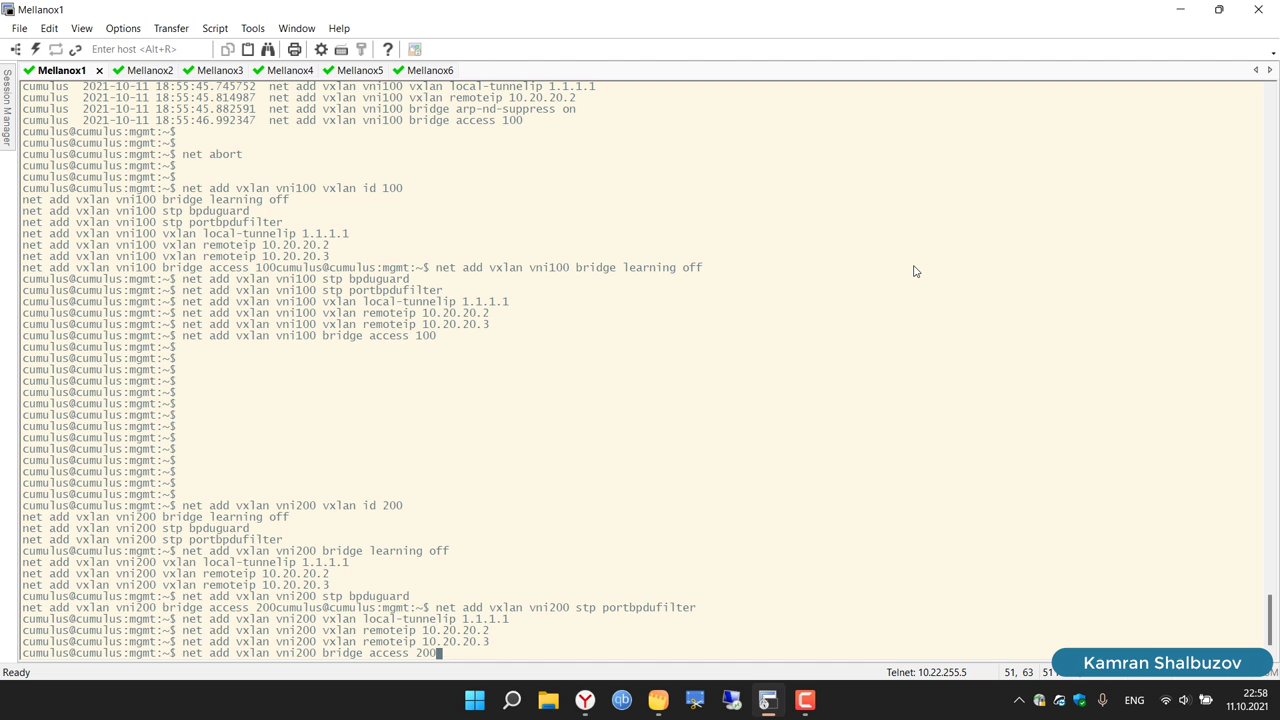 Mellanox1
File Edit View Options Transfer Script Tools Window Help
Enter host <Alt+R>
Session Manager
Mellanox1 Mellanox2 Mellanox3 Mellanox4 Mellanox5 Mellanox6
cumulus 2021-10-11 18:55:45.745752 net add vxlan vni100 vxlan local-tunnelip 1.1.1.1
cumulus 2021-10-11 18:55:45.814987 net add vxlan vni100 vxlan remoteip 10.20.20.2
cumulus 2021-10-11 18:55:45.882591 net add vxlan vni100 bridge arp-nd-suppress on
cumulus 2021-10-11 18:55:46.992347 net add vxlan vni100 bridge access 100
cumulus@cumulus:mgmt:~$
cumulus@cumulus:mgmt:~$
cumulus@cumulus:mgmt:~$ net abort
cumulus@cumulus:mgmt:~$
cumulus@cumulus:mgmt:~$
cumulus@cumulus:mgmt:~$ net add vxlan vni100 vxlan id 100
net add vxlan vni100 bridge learning off
net add vxlan vni100 stp bpduguard
net add vxlan vni100 stp portbpdufilter
net add vxlan vni100 vxlan local-tunnelip 1.1.1.1
net add vxlan vni100 vxlan remoteip 10.20.20.2
net add vxlan vni100 vxlan remoteip 10.20.20.3
net add vxlan vni100 bridge access 100cumulus@cumulus:mgmt:~$ net add vxlan vni100 bridge learning off
cumulus@cumulus:mgmt:~$ net add vxlan vni100 stp bpduguard
cumulus@cumulus:mgmt:~$ net add vxlan vni100 stp portbpdufilter
cumulus@cumulus:mgmt:~$ net add vxlan vni100 vxlan local-tunnelip 1.1.1.1
cumulus@cumulus:mgmt:~$ net add vxlan vni100 vxlan remoteip 10.20.20.2
cumulus@cumulus:mgmt:~$ net add vxlan vni100 vxlan remoteip 10.20.20.3
cumulus@cumulus:mgmt:~$ net add vxlan vni100 bridge access 100
cumulus@cumulus:mgmt:~$
cumulus@cumulus:mgmt:~$
cumulus@cumulus:mgmt:~$
cumulus@cumulus:mgmt:~$
cumulus@cumulus:mgmt:~$
cumulus@cumulus:mgmt:~$
cumulus@cumulus:mgmt:~$
cumulus@cumulus:mgmt:~$
cumulus@cumulus:mgmt:~$
cumulus@cumulus:mgmt:~$
cumulus@cumulus:mgmt:~$
cumulus@cumulus:mgmt:~$
cumulus@cumulus:mgmt:~$
cumulus@cumulus:mgmt:~$
cumulus@cumulus:mgmt:~$ net add vxlan vni200 vxlan id 200
net add vxlan vni200 bridge learning off
net add vxlan vni200 stp bpduguard
net add vxlan vni200 stp portbpdufilter
cumulus@cumulus:mgmt:~$ net add vxlan vni200 bridge learning off
net add vxlan vni200 vxlan local-tunnelip 1.1.1.1
net add vxlan vni200 vxlan remoteip 10.20.20.2
net add vxlan vni200 vxlan remoteip 10.20.20.3
cumulus@cumulus:mgmt:~$ net add vxlan vni200 stp bpduguard
net add vxlan vni200 bridge access 200cumulus@cumulus:mgmt:~$ net add vxlan vni200 stp portbpdufilter
cumulus@cumulus:mgmt:~$ net add vxlan vni200 vxlan local-tunnelip 1.1.1.1
cumulus@cumulus:mgmt:~$ net add vxlan vni200 vxlan remoteip 10.20.20.2
cumulus@cumulus:mgmt:~$ net add vxlan vni200 vxlan remoteip 10.20.20.3
cumulus@cumulus:mgmt:~$ net add vxlan vni200 bridge access 200
Kamran Shalbuzov
Ready Telnet: 10.22.255.5 51, 63
ENG 22:58
11.10.2021